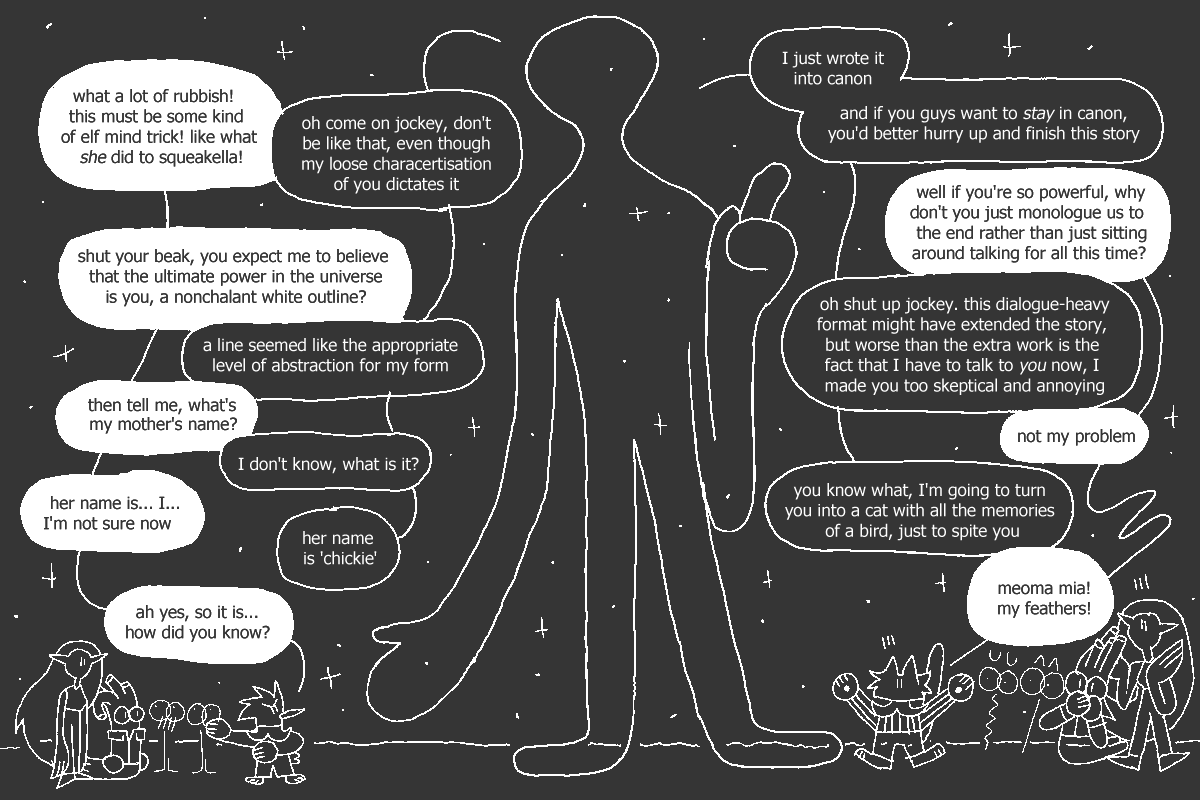 what a lot of rubbish!
this must be some kind
of elf mind trick! like what
she did to squeakella!
oh come on jockey, don't
be like that, even though
my loose characertisation
of you dictates it
shut your beak, you expect me to believe
that the ultimate power in the universe
is you, a nonchalant white outline?
a line seemed like the appropriate
level of abstraction for my form
then tell me, what's
my mother's name?
I don't know, what is it?
her name is... I...
I'm not sure now
her name
is 'chickie'
ah yes, so it is...
how did you know?
I just wrote it
into canon
and if you guys want to stay in canon,
you'd better hurry up and finish this story
well if you're so powerful, why
don't you just monologue us to
the end rather than just sitting
around talking for all this time?
oh shut up jockey. this dialogue-heavy
format might have extended the story,
but worse than the extra work is the
fact that I have to talk to you now, I
made you too skeptical and annoying
not my problem
you know what, I'm going to turn
you into a cat with all the memories
of a bird, just to spite you
meoma mia!
my feathers!